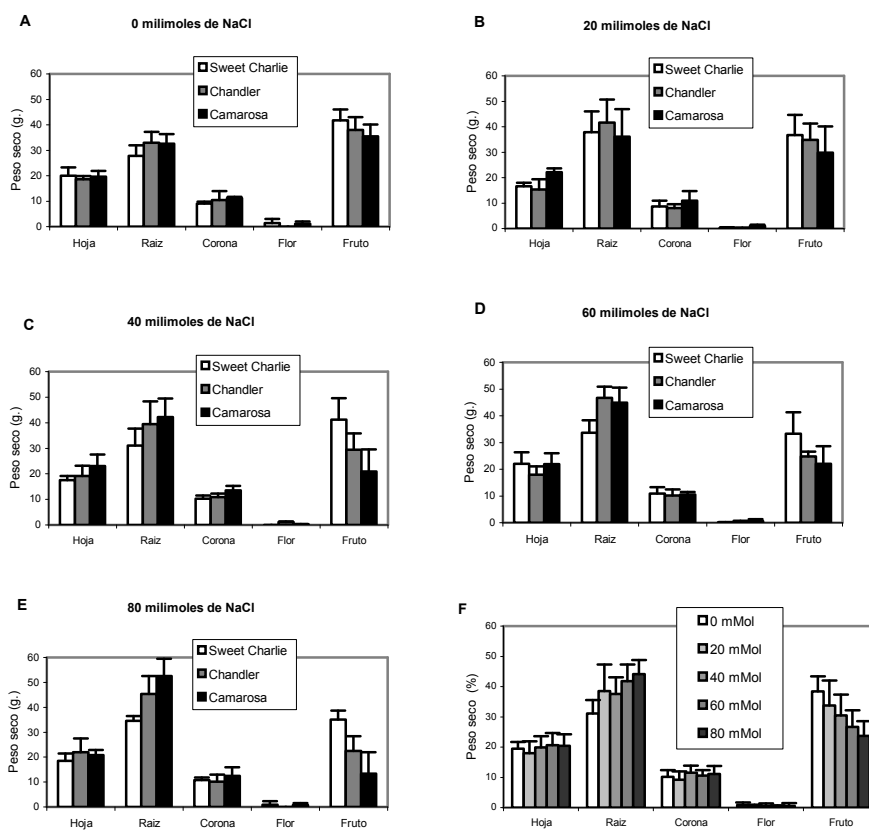 A
0 milimoles de NaCl
Sweet Charlie
Chandler
Camarosa
Peso seco (g.)
60
50
40
30
20
10
0
Hoja Raiz Corona Flor Fruto
B
20 milimoles de NaCl
Sweet Charlie
Chandler
Camarosa
Peso seco (g.)
60
50
40
30
20
10
0
Hoja Raiz Corona Flor Fruto
C
40 milimoles de NaCl
Sweet Charlie
Chandler
Camarosa
Peso seco (g.)
60
50
40
30
20
10
0
Hoja Raiz Corona Flor Fruto
D
60 milimoles de NaCl
Sweet Charlie
Chandler
Camarosa
Peso seco (g.)
60
50
40
30
20
10
0
Hoja Raiz Corona Flor Fruto
E
80 milimoles de NaCl
Sweet Charlie
Chandler
Camarosa
Peso seco (g.)
60
50
40
30
20
10
0
Hoja Raiz Corona Flor Fruto
F
0 mMol
20 mMol
40 mMol
60 mMol
80 mMol
Peso seco (%)
60
50
40
30
20
10
0
Hoja Raiz Corona Flor Fruto